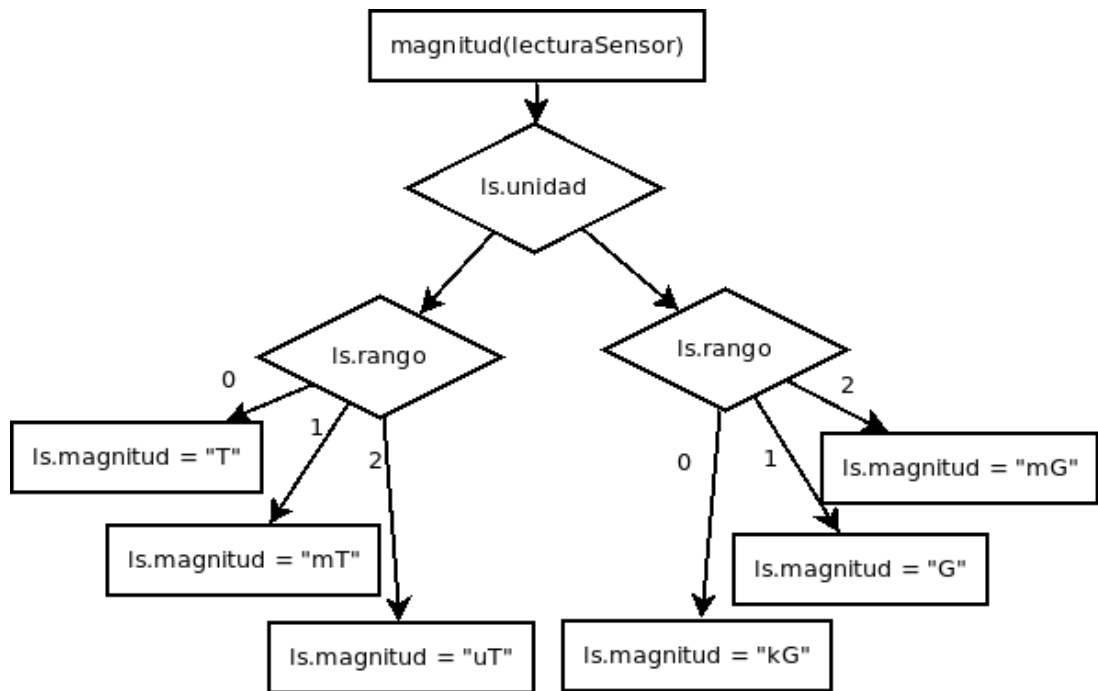 magnitud(lecturaSensor)
ls.unidad
ls.rango
ls.rango
0
1
2
0
1
2
ls.magnitud = "T"
ls.magnitud = "mG"
ls.magnitud = "mT"
ls.magnitud = "G"
ls.magnitud = "uT"
ls.magnitud = "kG"